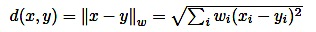 d(x, y) = ‖x − y‖_w = √(∑_i w_i(x_i − y_i)^2)